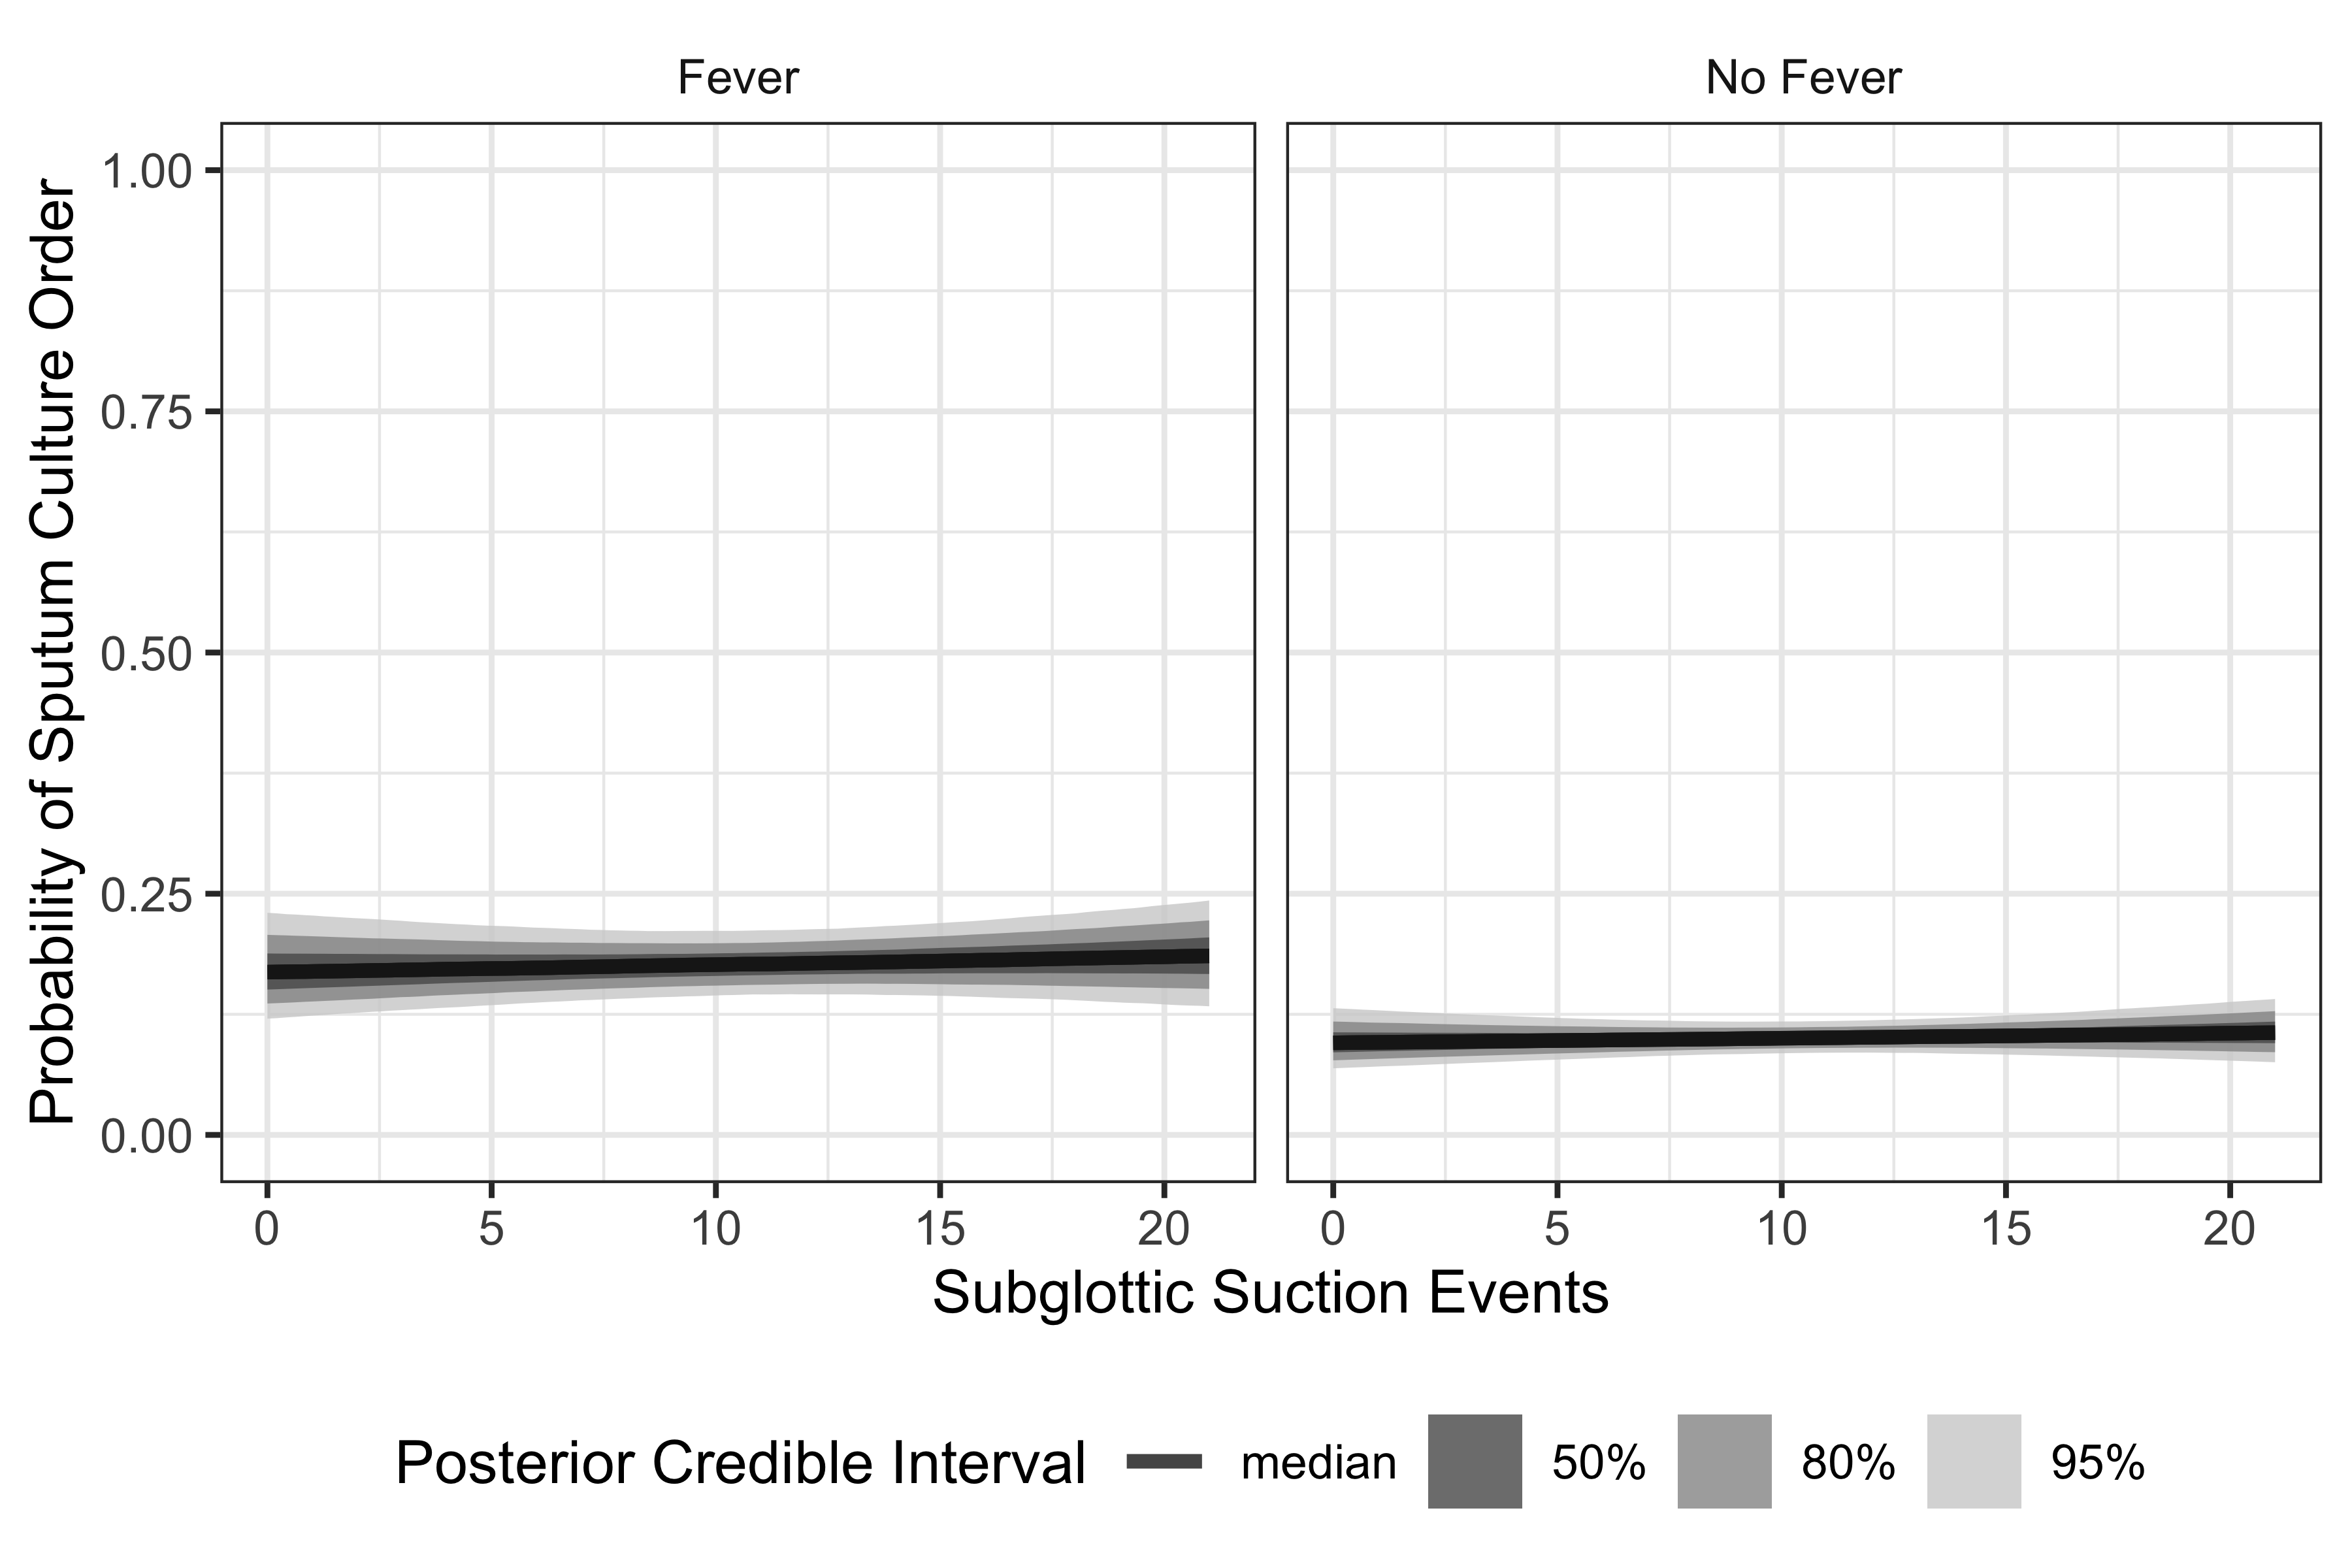 Fever
No Fever
Probability of Sputum Culture Order
1.00
0.75
0.50
0.25
0.00
0 5 10 15 20
0 5 10 15 20
Subglottic Suction Events
Posterior Credible Interval median 50% 80% 95%